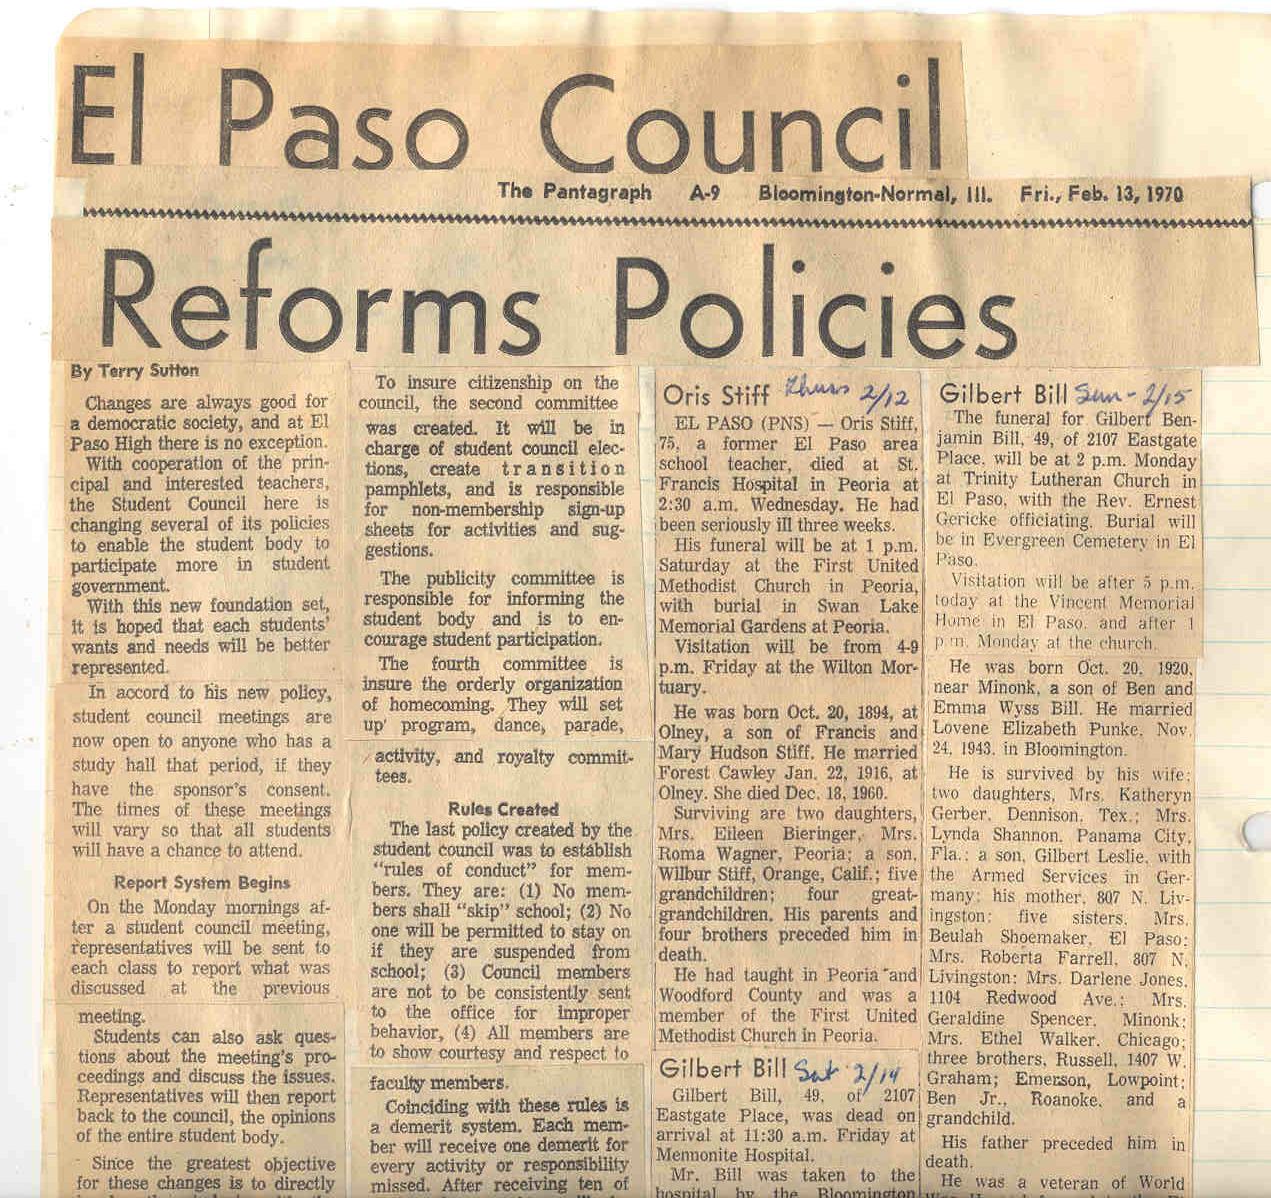 El Paso Council
The Pantagraph A-9 Bloomington-Normal, Ill. Fri., Feb. 13, 1970
Reforms Policies
By Terry Sutton
Changes are always good for
a democratic society, and at El
Paso High there is no exception.
With cooperation of the prin-
cipal and interested teachers,
the Student Council here is
changing several of its policies
to enable the student body to
participate more in student
government.
With this new foundation set,
it is hoped that each students'
wants and needs will be better
represented.
In accord to his new policy,
student council meetings are
now open to anyone who has a
study hall that period, if they
have the sponsor's consent.
The times of these meetings
will vary so that all students
will have a chance to attend.
Report System Begins
On the Monday mornings af-
ter a student council meeting,
representatives will be sent to
each class to report what was
discussed at the previous
meeting.
Students can also ask ques-
tions about the meeting's pro-
ceedings and discuss the issues.
Representatives will then report
back to the council, the opinions
of the entire student body.
Since the greatest objective
for these changes is to directly
To insure citizenship on the
council, the second committee
was created. It will be in
charge of student council elec-
tions, create transition
pamphlets, and is responsible
for non-membership sign-up
sheets for activities and sug-
gestions.
The publicity committee is
responsible for informing the
student body and is to en-
courage student participation.
The fourth committee is
insure the orderly organization
of homecoming. They will set
up' program, dance, parade,
activity, and royalty commit-
tees.
Rules Created
The last policy created by the
student council was to establish
"rules of conduct" for mem-
bers. They are: (1) No mem-
bers shall "skip" school; (2) No
one will be permitted to stay on
if they are suspended from
school; (3) Council members
are not to be consistently sent
to the office for improper
behavior, (4) All members are
to show courtesy and respect to
faculty members.
Coinciding with these rules is
a demerit system. Each mem-
ber will receive one demerit for
every activity or responsibility
missed. After receiving ten of
Oris Stiff Thurs 2/12
EL PASO (PNS) — Oris Stiff,
75, a former El Paso area
school teacher, died at St.
Francis Hospital in Peoria at
2:30 a.m. Wednesday. He had
been seriously ill three weeks.
His funeral will be at 1 p.m.
Saturday at the First United
Methodist Church in Peoria,
with burial in Swan Lake
Memorial Gardens at Peoria.
Visitation will be from 4-9
p.m. Friday at the Wilton Mor-
tuary.
He was born Oct. 20, 1894, at
Olney, a son of Francis and
Mary Hudson Stiff. He married
Forest Cawley Jan. 22, 1916, at
Olney. She died Dec. 18, 1960.
Surviving are two daughters,
Mrs. Eileen Bieringer, Mrs.
Roma Wagner, Peoria; a son,
Wilbur Stiff, Orange, Calif.; five
grandchildren; four great-
grandchildren. His parents and
four brothers preceded him in
death.
He had taught in Peoria and
Woodford County and was a
member of the First United
Methodist Church in Peoria.
Gilbert Bill Sat 2/14
Gilbert Bill, 49, of 2107
Eastgate Place, was dead on
arrival at 11:30 a.m. Friday at
Mennonite Hospital.
Mr. Bill was taken to the
hospital by the Bloomington
Gilbert Bill Sun - 2/15
The funeral for Gilbert Ben-
jamin Bill, 49, of 2107 Eastgate
Place, will be at 2 p.m. Monday
at Trinity Lutheran Church in
El Paso, with the Rev. Ernest
Gericke officiating. Burial will
be in Evergreen Cemetery in El
Paso.
Visitation will be after 5 p.m.
today at the Vincent Memorial
Home in El Paso. and after 1
p.m. Monday at the church.
He was born Oct. 20, 1920,
near Minonk, a son of Ben and
Emma Wyss Bill. He married
Lovene Elizabeth Punke, Nov.
24, 1943, in Bloomington.
He is survived by his wife;
two daughters, Mrs. Katheryn
Gerber, Dennison, Tex.; Mrs.
Lynda Shannon, Panama City,
Fla.; a son, Gilbert Leslie, with
the Armed Services in Ger-
many; his mother, 807 N. Liv-
ingston; five sisters, Mrs.
Beulah Shoemaker, El Paso;
Mrs. Roberta Farrell, 807 N.
Livingston; Mrs. Darlene Jones,
1104 Redwood Ave.; Mrs.
Geraldine Spencer, Minonk;
Mrs. Ethel Walker, Chicago;
three brothers, Russell, 1407 W.
Graham; Emerson, Lowpoint;
Ben Jr., Roanoke, and a
grandchild.
His father preceded him in
death.
He was a veteran of World